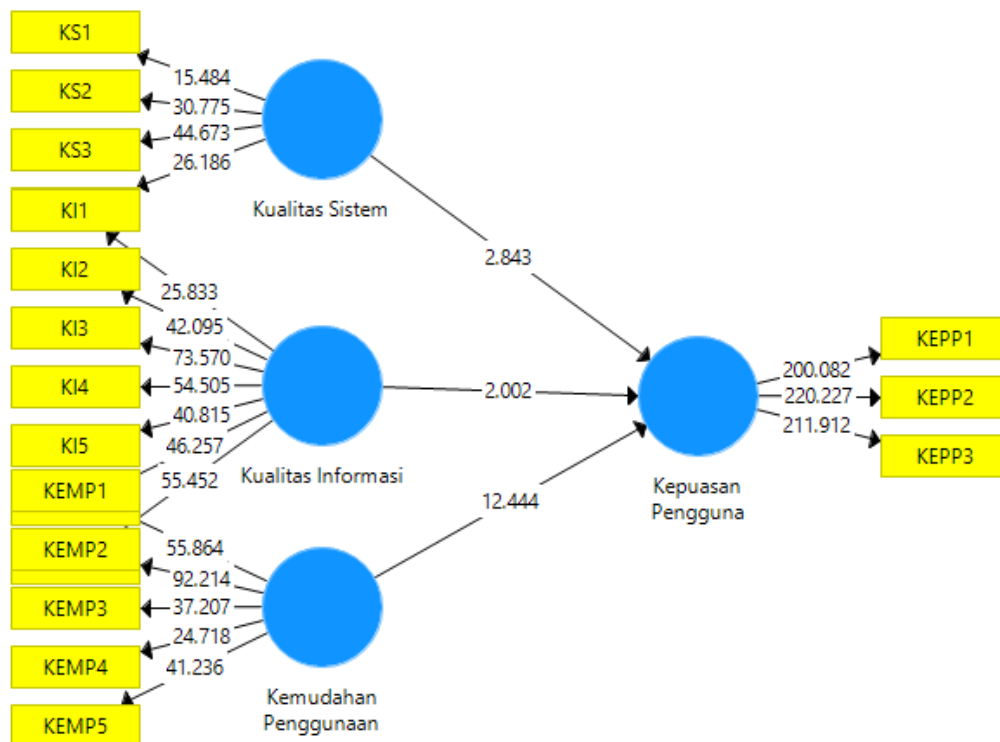 KS1
15.484
KS2
30.775
KS3
44.673
26.186
Kualitas Sistem
KI1
2.843
KI2
25.833
42.095
KI3
73.570
KI4
54.505
2.002
KI5
40.815
46.257
Kualitas Informasi
55.452
KEMP1
KEPP1
200.082
KEPP2
220.227
211.912
KEPP3
Kepuasan
Pengguna
12.444
KEMP2
55.864
92.214
KEMP3
37.207
24.718
KEMP4
41.236
KEMP5
Kemudahan
Penggunaan